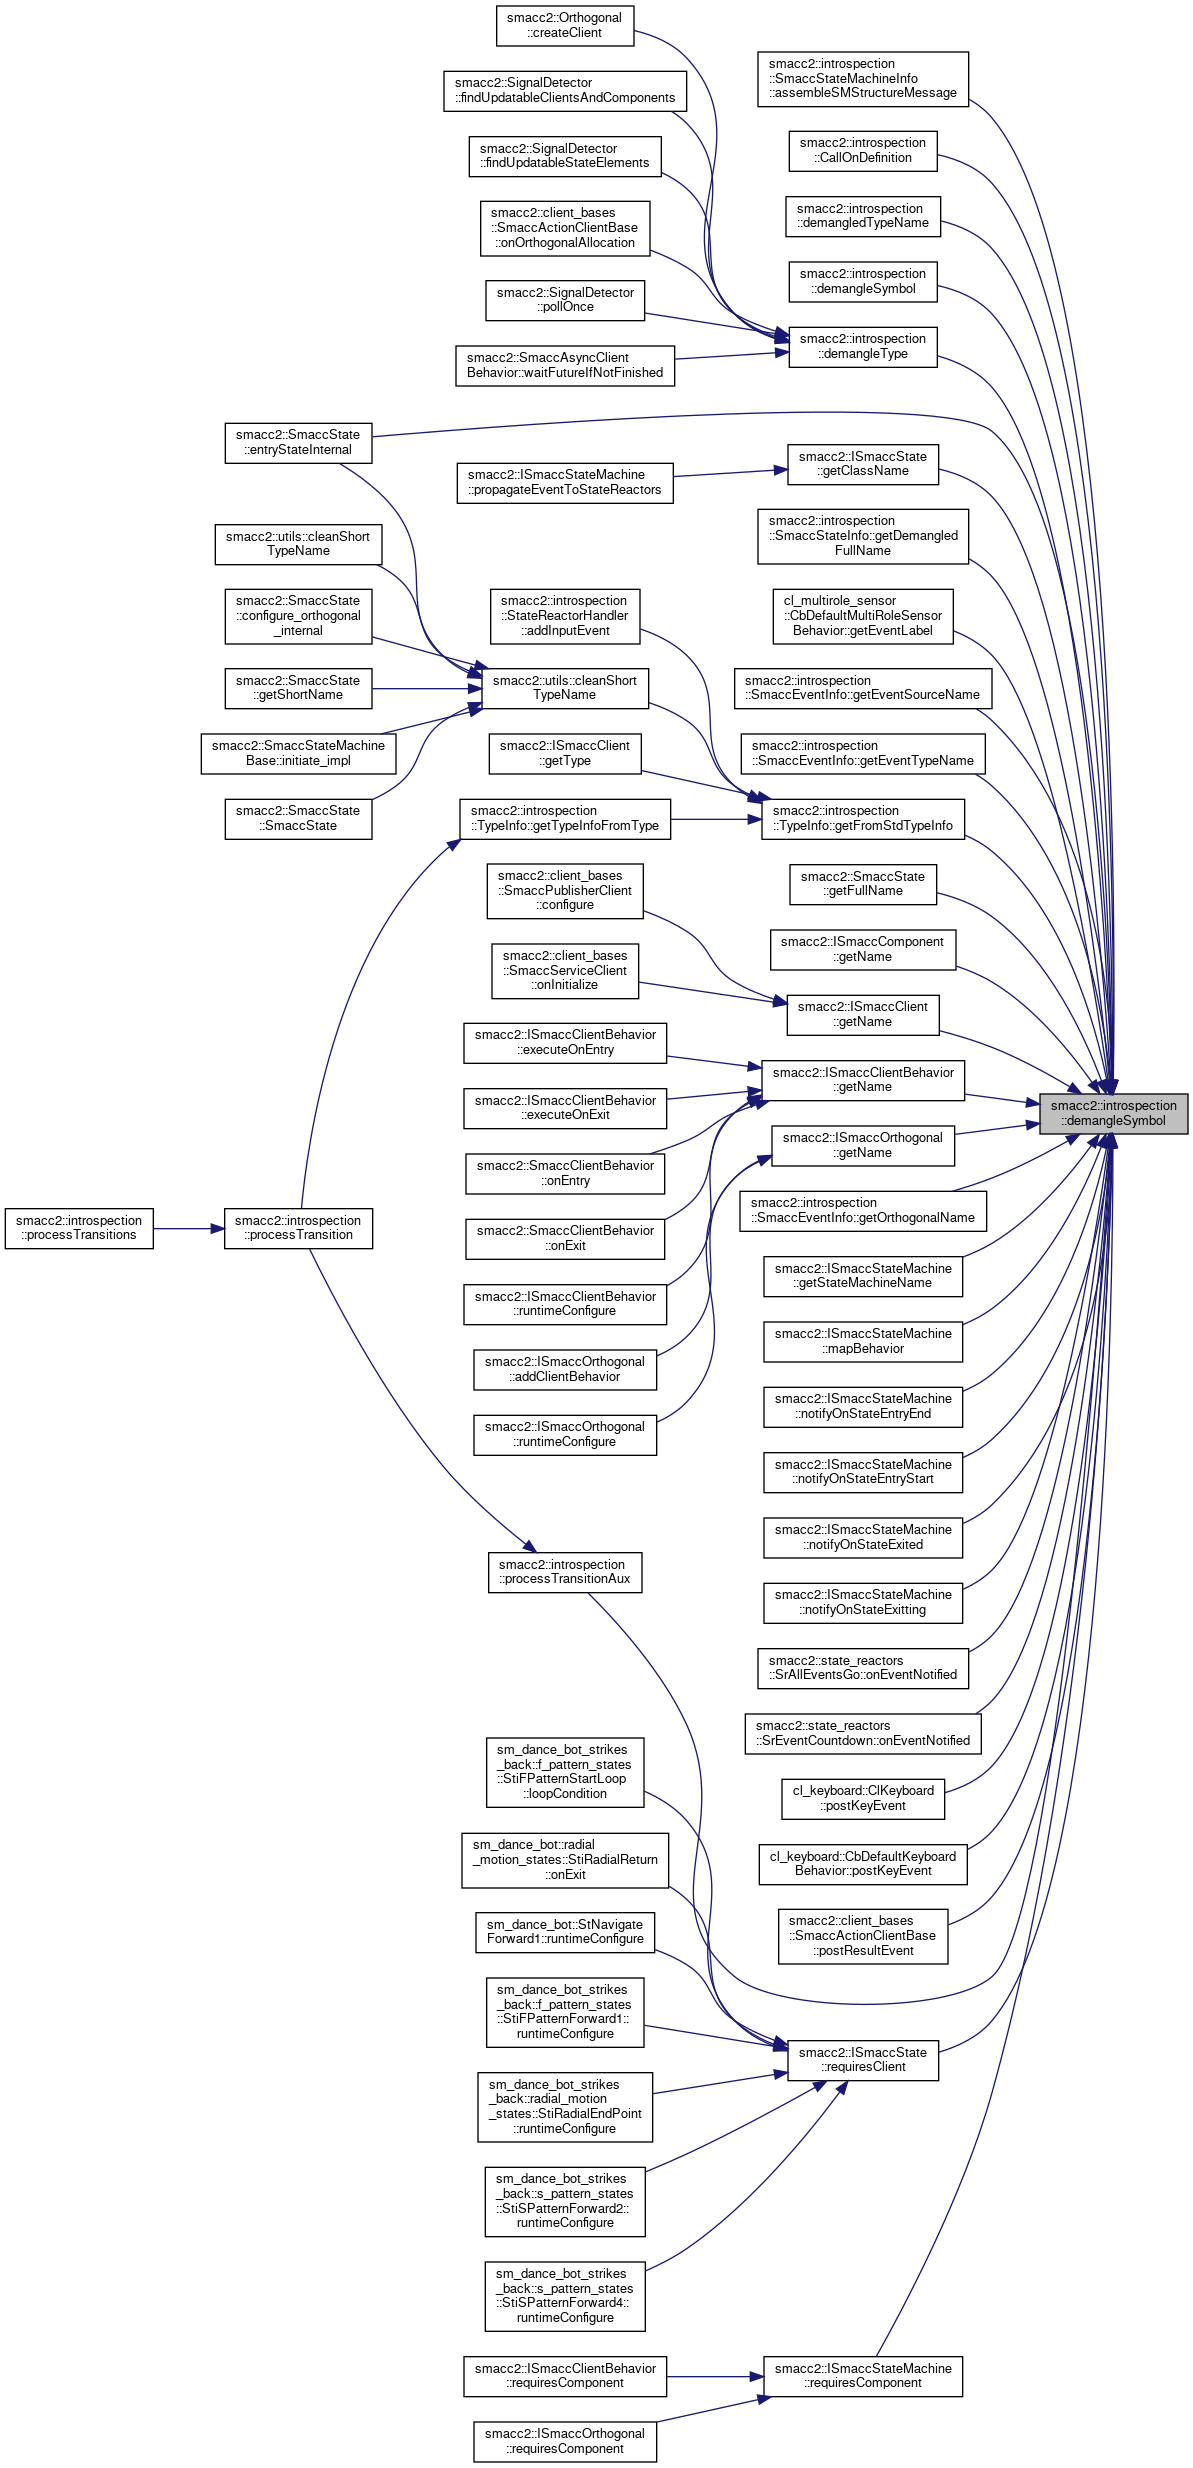 smacc2::Orthogonal
::createClient
smacc2::SignalDetector
::findUpdatableClientsAndComponents
smacc2::SignalDetector
::findUpdatableStateElements
smacc2::client_bases
::SmaccActionClientBase
::onOrthogonalAllocation
smacc2::SignalDetector
::pollOnce
smacc2::SmaccAsyncClient
Behavior::waitFutureIfNotFinished
smacc2::introspection
::SmaccStateMachineInfo
::assembleSMStructureMessage
smacc2::introspection
::CallOnDefinition
smacc2::introspection
::demangledTypeName
smacc2::introspection
::demangleSymbol
smacc2::introspection
::demangleType
smacc2::SmaccState
::entryStateInternal
smacc2::ISmaccStateMachine
::propagateEventToStateReactors
smacc2::ISmaccState
::getClassName
smacc2::introspection
::SmaccStateInfo::getDemangled
FullName
smacc2::utils::cleanShort
TypeName
smacc2::SmaccState
::configure_orthogonal
_internal
smacc2::SmaccState
::getShortName
smacc2::SmaccStateMachine
Base::initiate_impl
smacc2::SmaccState
::SmaccState
smacc2::introspection
::StateReactorHandler
::addInputEvent
smacc2::utils::cleanShort
TypeName
smacc2::ISmaccClient
::getType
smacc2::introspection
::TypeInfo::getTypeInfoFromType
cl_multirole_sensor
::CbDefaultMultiRoleSensor
Behavior::getEventLabel
smacc2::introspection
::SmaccEventInfo::getEventSourceName
smacc2::introspection
::SmaccEventInfo::getEventTypeName
smacc2::introspection
::TypeInfo::getFromStdTypeInfo
smacc2::SmaccState
::getFullName
smacc2::ISmaccComponent
::getName
smacc2::ISmaccClient
::getName
smacc2::client_bases
::SmaccPublisherClient
::configure
smacc2::client_bases
::SmaccServiceClient
::onInitialize
smacc2::ISmaccClientBehavior
::executeOnEntry
smacc2::ISmaccClientBehavior
::executeOnExit
smacc2::SmaccClientBehavior
::onEntry
smacc2::SmaccClientBehavior
::onExit
smacc2::ISmaccClientBehavior
::runtimeConfigure
smacc2::ISmaccOrthogonal
::addClientBehavior
smacc2::ISmaccOrthogonal
::runtimeConfigure
smacc2::ISmaccClientBehavior
::getName
smacc2::ISmaccOrthogonal
::getName
smacc2::introspection
::demangleSymbol
smacc2::introspection
::processTransitions
smacc2::introspection
::processTransition
smacc2::introspection
::SmaccEventInfo::getOrthogonalName
smacc2::ISmaccStateMachine
::getStateMachineName
smacc2::ISmaccStateMachine
::mapBehavior
smacc2::ISmaccStateMachine
::notifyOnStateEntryEnd
smacc2::ISmaccStateMachine
::notifyOnStateEntryStart
smacc2::ISmaccStateMachine
::notifyOnStateExited
smacc2::ISmaccStateMachine
::notifyOnStateExitting
smacc2::introspection
::processTransitionAux
smacc2::state_reactors
::SrAllEventsGo::onEventNotified
smacc2::state_reactors
::SrEventCountdown::onEventNotified
cl_keyboard::ClKeyboard
::postKeyEvent
cl_keyboard::CbDefaultKeyboard
Behavior::postKeyEvent
smacc2::client_bases
::SmaccActionClientBase
::postResultEvent
sm_dance_bot_strikes
_back::f_pattern_states
::StiFPatternStartLoop
::loopCondition
sm_dance_bot::radial
_motion_states::StiRadialReturn
::onExit
sm_dance_bot::StNavigate
Forward1::runtimeConfigure
sm_dance_bot_strikes
_back::f_pattern_states
::StiFPatternForward1::
runtimeConfigure
smacc2::ISmaccState
::requiresClient
sm_dance_bot_strikes
_back::radial_motion
_states::StiRadialEndPoint
::runtimeConfigure
sm_dance_bot_strikes
_back::s_pattern_states
::StiSPatternForward2::
runtimeConfigure
sm_dance_bot_strikes
_back::s_pattern_states
::StiSPatternForward4::
runtimeConfigure
smacc2::ISmaccClientBehavior
::requiresComponent
smacc2::ISmaccStateMachine
::requiresComponent
smacc2::ISmaccOrthogonal
::requiresComponent